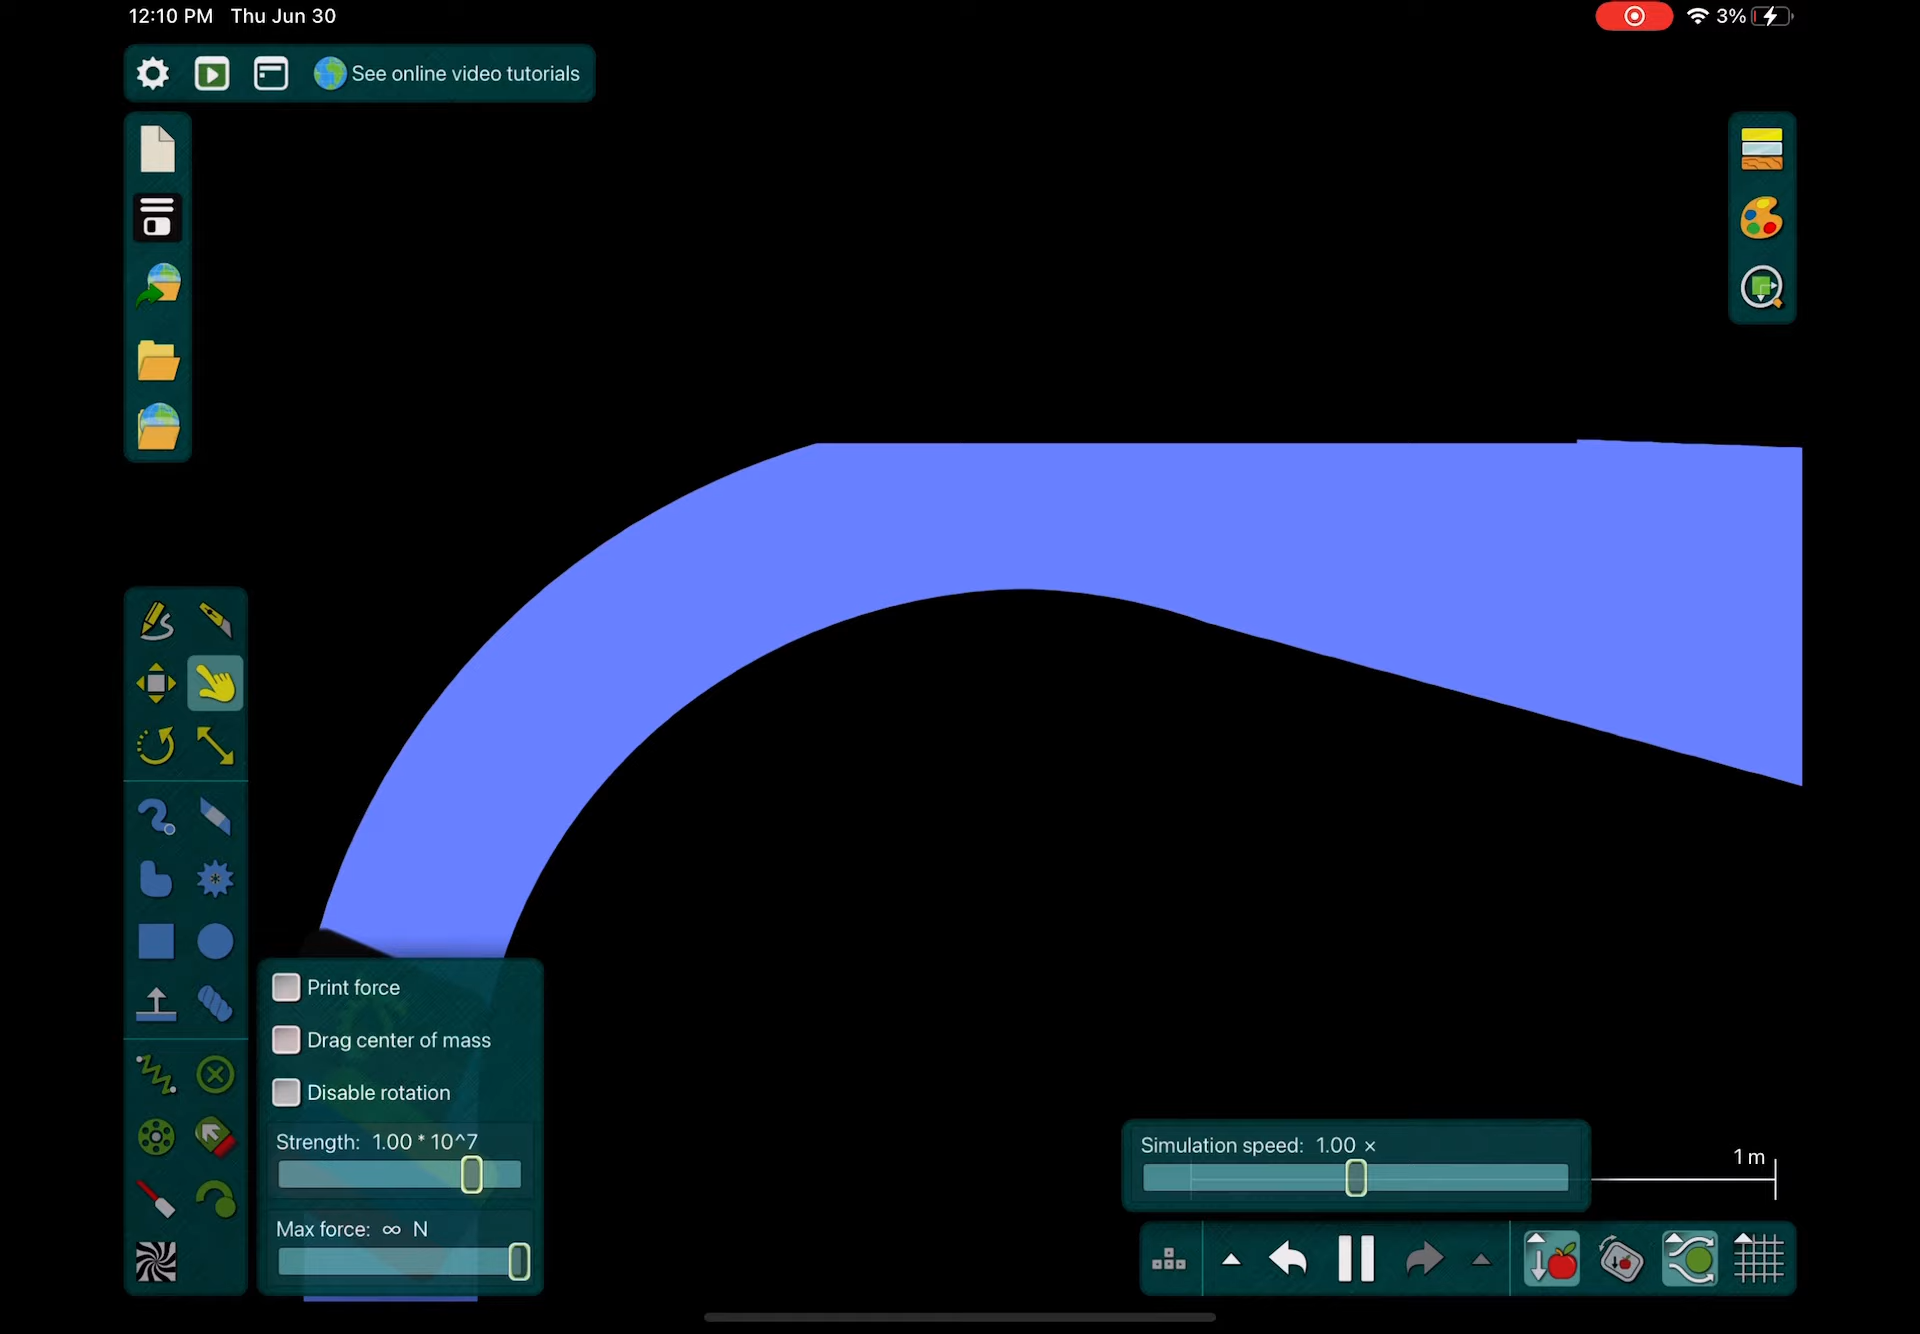 12:10 PM Thu Jun 30
3%
See online video tutorials
Print force
Drag center of mass
Disable rotation
Strength: 1.00 * 10^7
Max force: ∞ N
Simulation speed: 1.00 ×
1 m